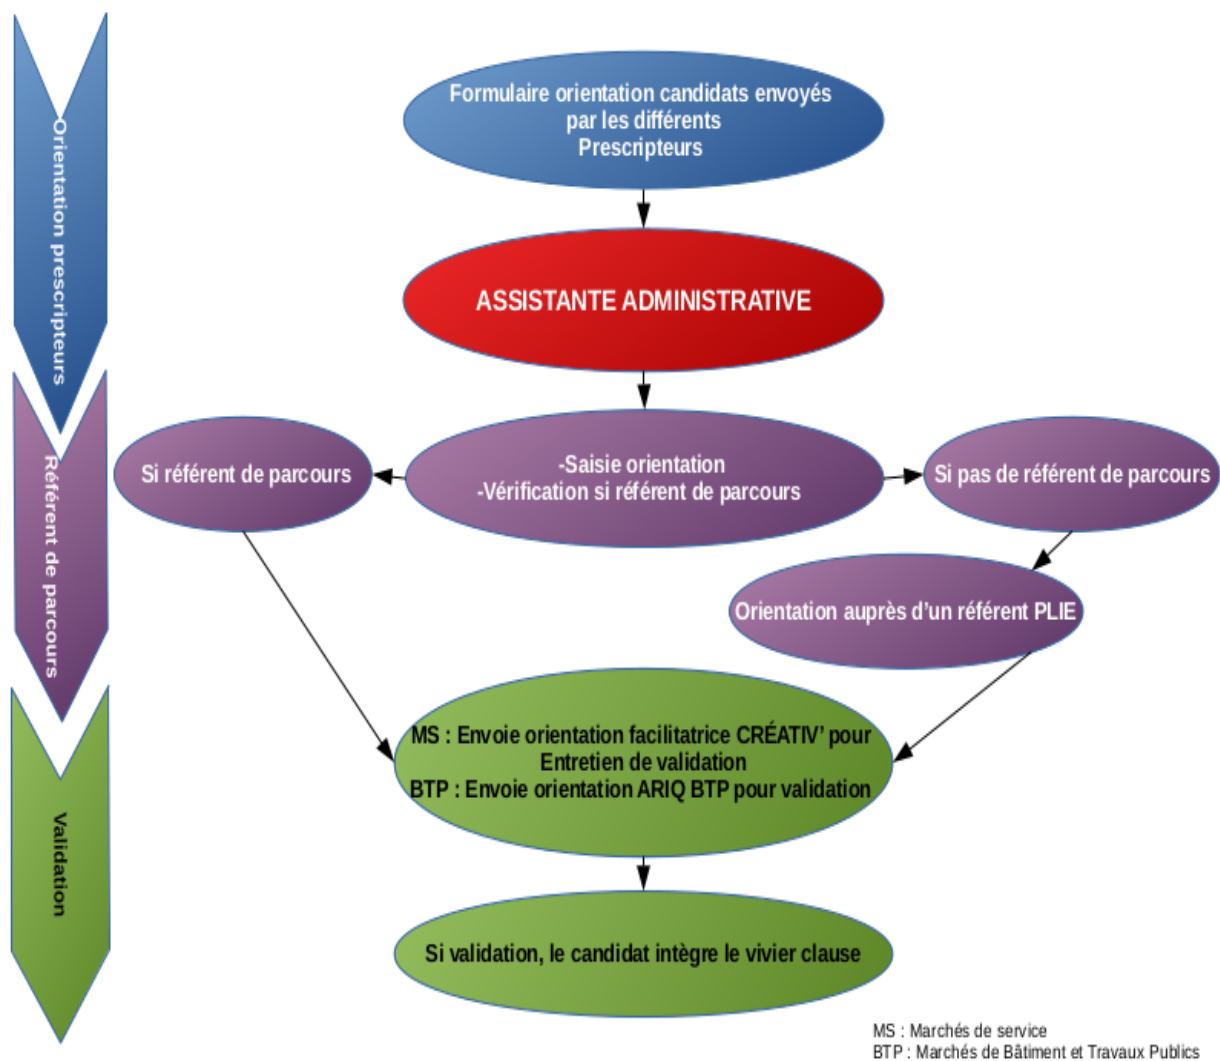 Orientation prescripteurs
Formulaire orientation candidats envoyés
par les différents
Prescripteurs
ASSISTANTE ADMINISTRATIVE
Référent de parcours
Si référent de parcours
-Saisie orientation
-Vérification si référent de parcours
Si pas de référent de parcours
Orientation auprès d’un référent PLIE
Validation
MS : Envoie orientation facilitatrice CRÉATIV’ pour
Entretien de validation
BTP : Envoie orientation ARIQ BTP pour validation
Si validation, le candidat intègre le vivier clause
MS : Marchés de service
BTP : Marchés de Bâtiment et Travaux Publics